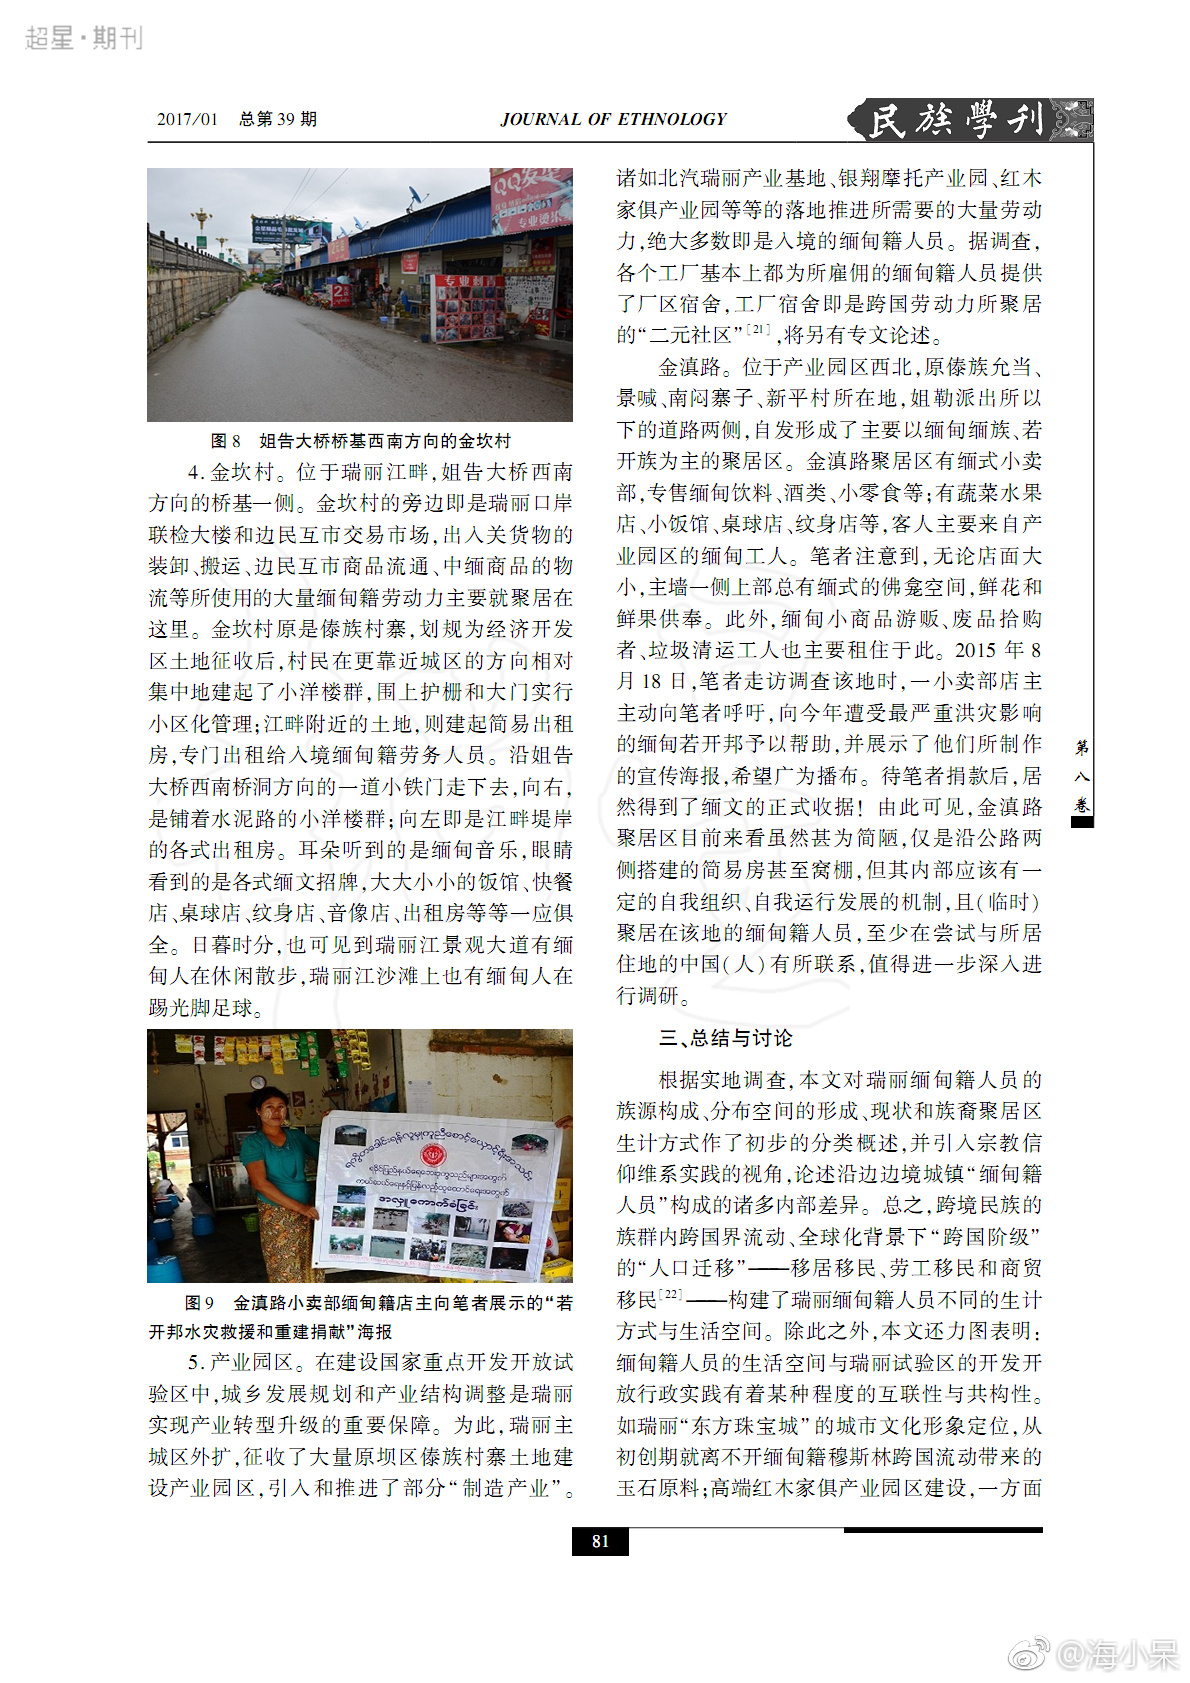 超星·期刊
2017/01 总第39期
JOURNAL OF ETHNOLOGY
民族學刊
QQ发型
专业烫染
图8 姐告大桥桥基西南方向的金坎村
4.金坎村。位于瑞丽江畔,姐告大桥西南
方向的桥基一侧。金坎村的旁边即是瑞丽口岸
联检大楼和边民互市交易市场,出入关货物的
装卸、搬运、边民互市商品流通、中缅商品的物
流等所使用的大量缅甸籍劳动力主要就聚居在
这里。金坎村原是傣族村寨,划规为经济开发
区土地征收后,村民在更靠近城区的方向相对
集中地建起了小洋楼群,围上护栅和大门实行
小区化管理;江畔附近的土地,则建起简易出租
房,专门出租给入境缅甸籍劳务人员。沿姐告
大桥西南桥洞方向的一道小铁门走下去,向右,
是铺着水泥路的小洋楼群;向左即是江畔堤岸
的各式出租房。耳朵听到的是缅甸音乐,眼睛
看到的是各式缅文招牌,大大小小的饭馆、快餐
店、桌球店、纹身店、音像店、出租房等等一应俱
全。日暮时分,也可见到瑞丽江景观大道有缅
甸人在休闲散步,瑞丽江沙滩上也有缅甸人在
踢光脚足球。
图9 金滇路小卖部缅甸籍店主向笔者展示的“若
开邦水灾救援和重建捐献”海报
5.产业园区。在建设国家重点开发开放试
验区中,城乡发展规划和产业结构调整是瑞丽
实现产业转型升级的重要保障。为此,瑞丽主
城区外扩,征收了大量原坝区傣族村寨土地建
设产业园区,引入和推进了部分“制造产业”。
诸如北汽瑞丽产业基地、银翔摩托产业园、红木
家俱产业园等等的落地推进所需要的大量劳动
力,绝大多数即是入境的缅甸籍人员。据调查,
各个工厂基本上都为所雇佣的缅甸籍人员提供
了厂区宿舍,工厂宿舍即是跨国劳动力所聚居
的“二元社区”[21],将另有专文论述。
金滇路。位于产业园区西北,原傣族允当、
景喊、南闷寨子、新平村所在地,姐勒派出所以
下的道路两侧,自发形成了主要以缅甸缅族、若
开族为主的聚居区。金滇路聚居区有缅式小卖
部,专售缅甸饮料、酒类、小零食等;有蔬菜水果
店、小饭馆、桌球店、纹身店等,客人主要来自产
业园区的缅甸工人。笔者注意到,无论店面大
小,主墙一侧上部总有缅式的佛龛空间,鲜花和
鲜果供奉。此外,缅甸小商品游贩、废品拾购
者、垃圾清运工人也主要租住于此。2015年8
月18日,笔者走访调查该地时,一小卖部店主
主动向笔者呼吁,向今年遭受最严重洪灾影响
的缅甸若开邦予以帮助,并展示了他们所制作
的宣传海报,希望广为播布。待笔者捐款后,居
然得到了缅文的正式收据！由此可见,金滇路
聚居区目前来看虽然甚为简陋,仅是沿公路两
侧搭建的简易房甚至窝棚,但其内部应该有一
定的自我组织、自我运行发展的机制,且(临时)
聚居在该地的缅甸籍人员,至少在尝试与所居
住地的中国(人)有所联系,值得进一步深入进
行调研。
三、总结与讨论
根据实地调查,本文对瑞丽缅甸籍人员的
族源构成、分布空间的形成、现状和族裔聚居区
生计方式作了初步的分类概述,并引入宗教信
仰维系实践的视角,论述沿边边境城镇“缅甸籍
人员”构成的诸多内部差异。总之,跨境民族的
族群内跨国界流动、全球化背景下“跨国阶级”
的“人口迁移”——移居移民、劳工移民和商贸
移民[22]——构建了瑞丽缅甸籍人员不同的生计
方式与生活空间。除此之外,本文还力图表明:
缅甸籍人员的生活空间与瑞丽试验区的开发开
放行政实践有着某种程度的互联性与共构性。
如瑞丽“东方珠宝城”的城市文化形象定位,从
初创期就离不开缅甸籍穆斯林跨国流动带来的
玉石原料;高端红木家俱产业园区建设,一方面
第八卷
81
@海小呆